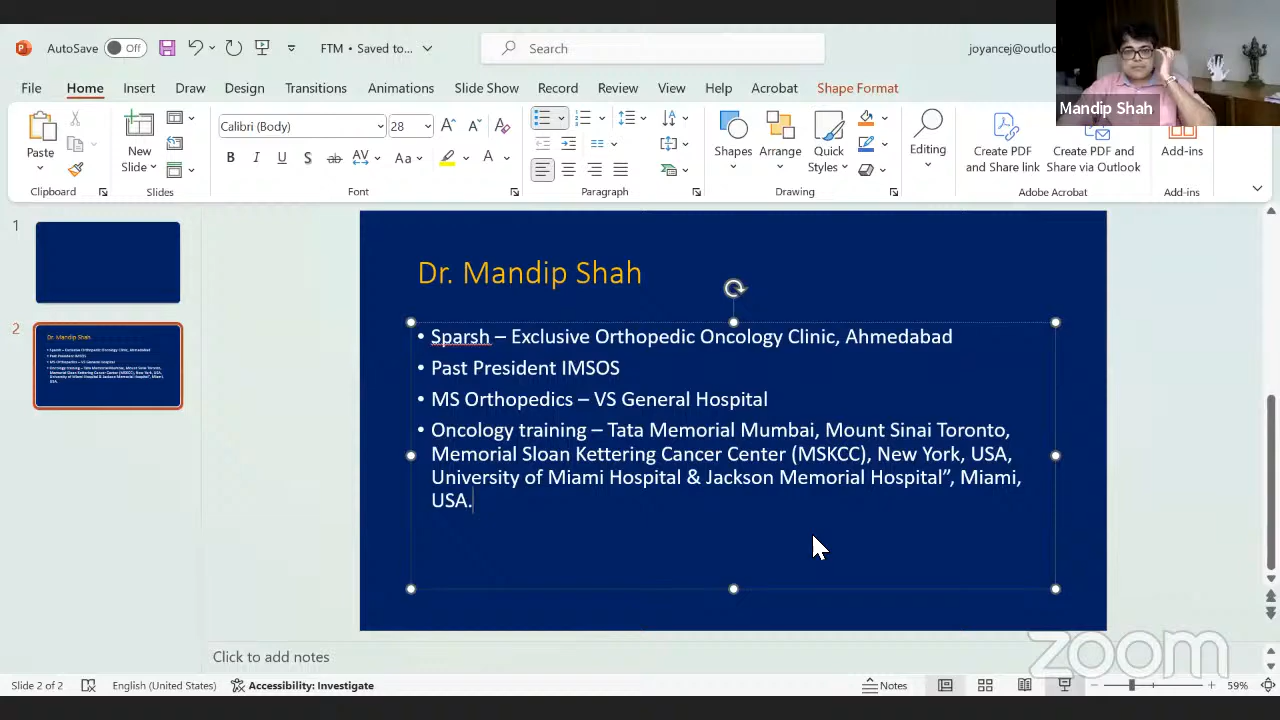 AutoSave Off FTM • Saved to... Search joyancej@outlo
Mandip Shah
File Home Insert Draw Design Transitions Animations Slide Show Record Review View Help Acrobat Shape Format
Calibri (Body) 28
Paste New Slide Shapes Arrange Quick Styles Editing Create PDF and Share link Create PDF and Share via Outlook Add-ins
Clipboard Slides Font Paragraph Drawing Adobe Acrobat Add-ins
1
2
Dr. Mandip Shah
• Sparsh – Exclusive Orthopedic Oncology Clinic, Ahmedabad
• Past President IMSOS
• MS Orthopedics – VS General Hospital
• Oncology training – Tata Memorial Mumbai, Mount Sinai Toronto,
Memorial Sloan Kettering Cancer Center (MSKCC), New York, USA,
University of Miami Hospital & Jackson Memorial Hospital”, Miami,
USA.
Click to add notes
zoom
Slide 2 of 2 English (United States) Accessibility: Investigate Notes 59%